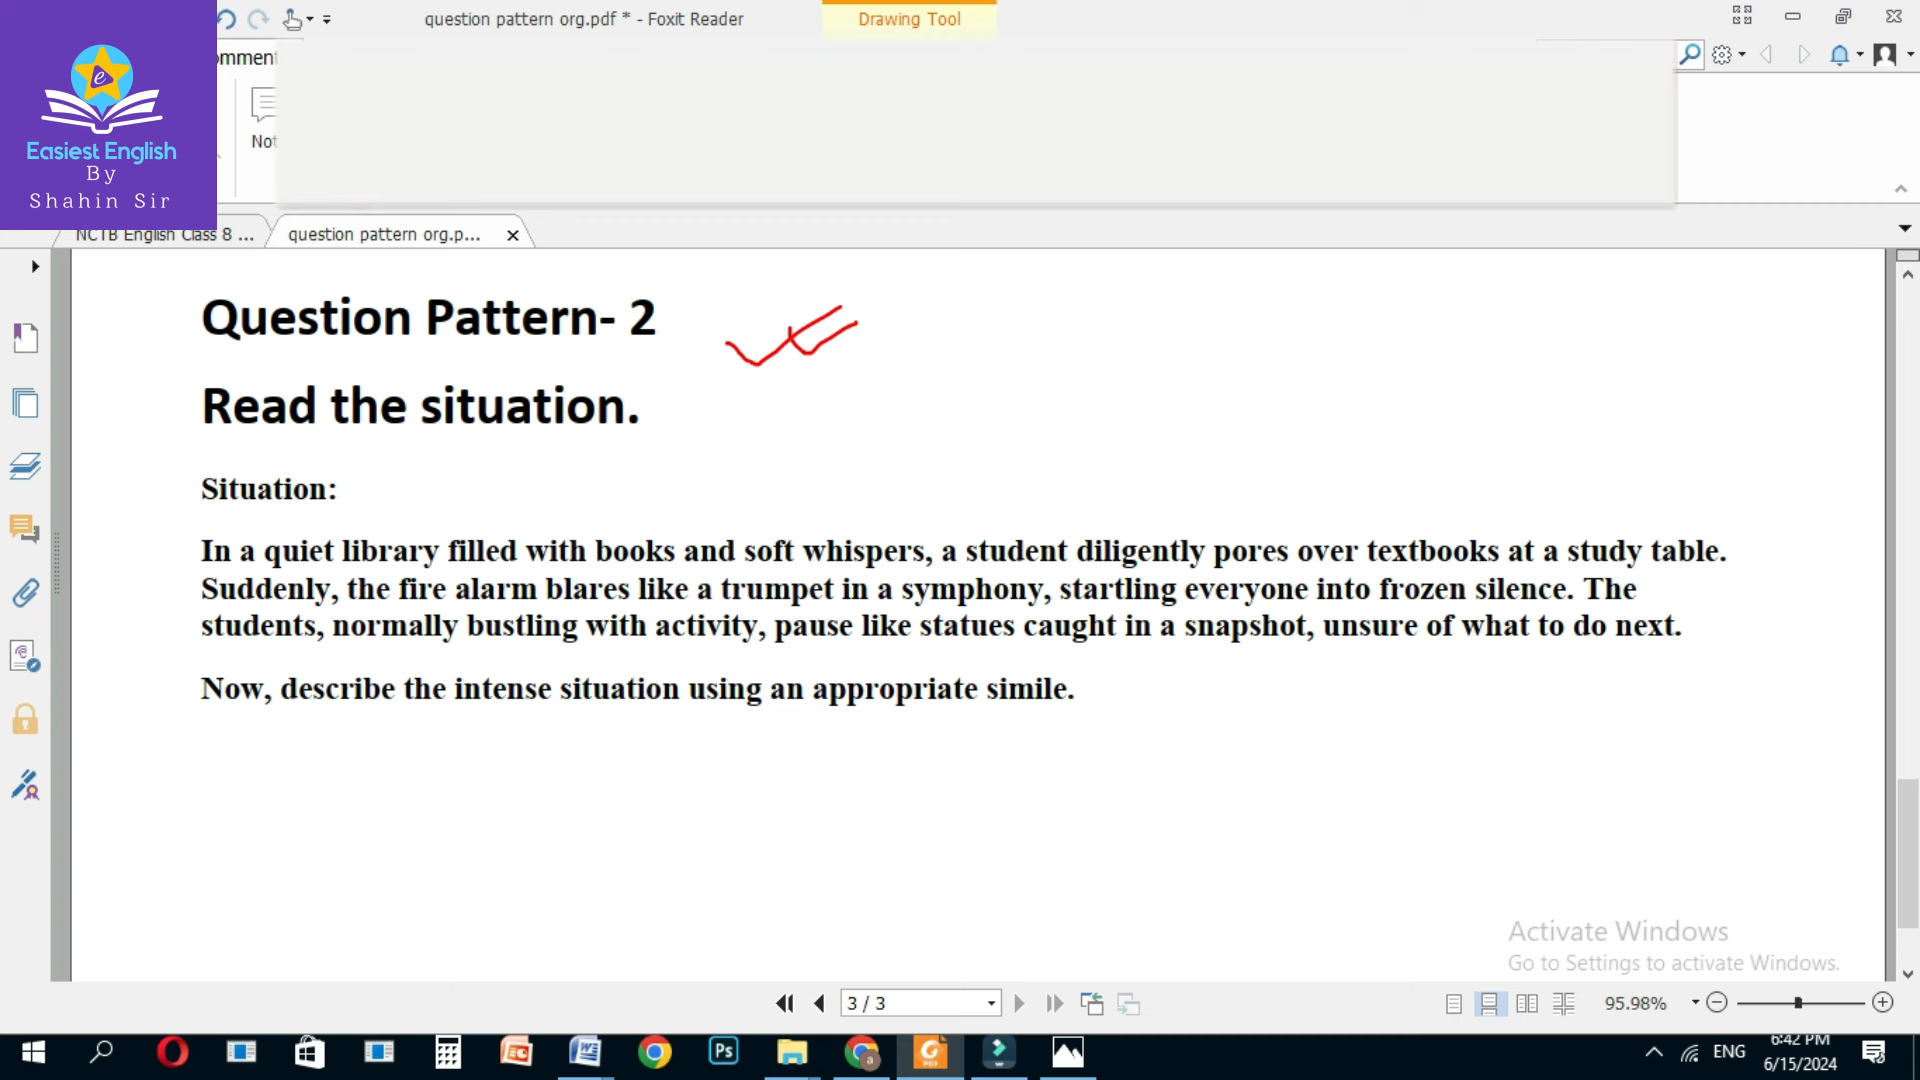 question pattern org.pdf * - Foxit Reader
Drawing Tool
omment
Not
Easiest English
By
Shahin Sir
NCTB English Class 8 ...
question pattern org.p...
Question Pattern- 2
Read the situation.
Situation:
In a quiet library filled with books and soft whispers, a student diligently pores over textbooks at a study table.
Suddenly, the fire alarm blares like a trumpet in a symphony, startling everyone into frozen silence. The
students, normally bustling with activity, pause like statues caught in a snapshot, unsure of what to do next.
Now, describe the intense situation using an appropriate simile.
Activate Windows
Go to Settings to activate Windows.
3 / 3
95.98%
Ps
ENG
6:42 PM
6/15/2024